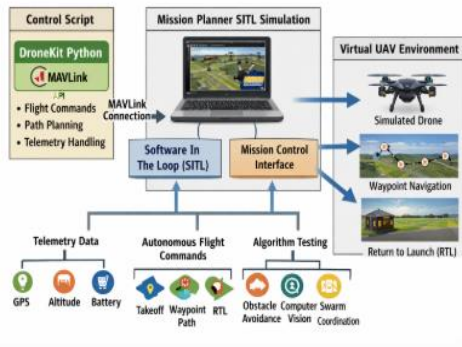 Control Script
DroneKit Python
MAVLink
API
• Flight Commands
• Path Planning
• Telemetry Handling
MAVLink
Connection
Mission Planner SITL Simulation
Software In
The Loop (SITL)
Mission Control
Interface
Virtual UAV Environment
Simulated Drone
Waypoint Navigation
Return to Launch (RTL)
Telemetry Data
GPS
Altitude
Battery
Autonomous Flight
Commands
Takeoff
Waypoint
Path
RTL
Algorithm Testing
Obstacle
Avoidance
Computer
Vision
Swarm
Coordination